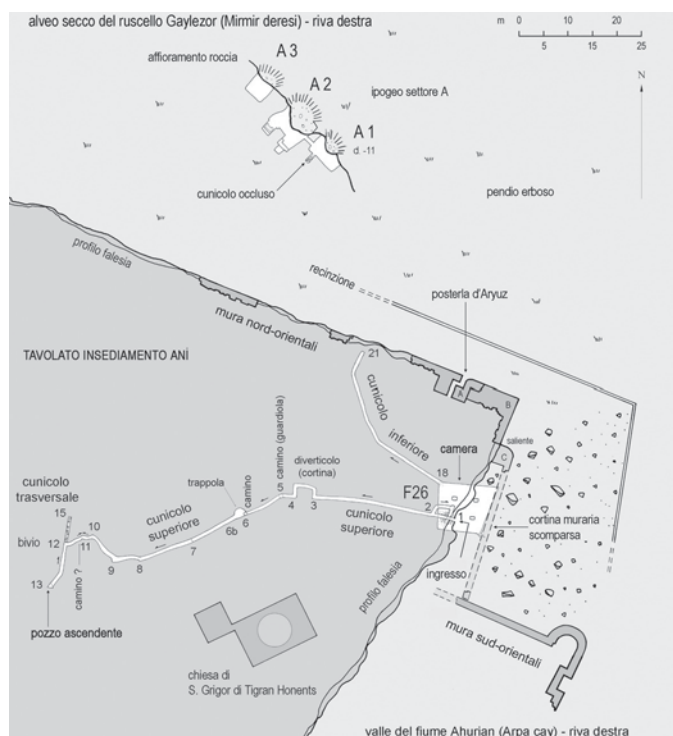 alveo secco del ruscello Gaylezor (Mirmir deresi) - riva destra
m 0 10 20
5 15 25
N
affioramento roccia
A 3
A 2
ipogeo settore A
A 1
d. -11
cunicolo occluso
pendio erboso
profilo falesia
recinzione
posterla d'Aryuz
mura nord-orientali
TAVOLATO INSEDIAMENTO ANÌ
21
A
B
cunicolo
inferiore
camino (guardiola)
saliente
C
diverticolo
(cortina)
18
camera
trappola
camino
F26
cunicolo
trasversale
5
4
3
2
1
cunicolo
superiore
6
6b
cunicolo
superiore
cortina muraria
scomparsa
15
10
bivio
12
11
7
9
8
13
camino ?
ingresso
profilo falesia
pozzo ascendente
mura sud-orientali
chiesa di
S. Grigor di Tigran Honents
valle del fiume Ahurian (Arpa çay) - riva destra